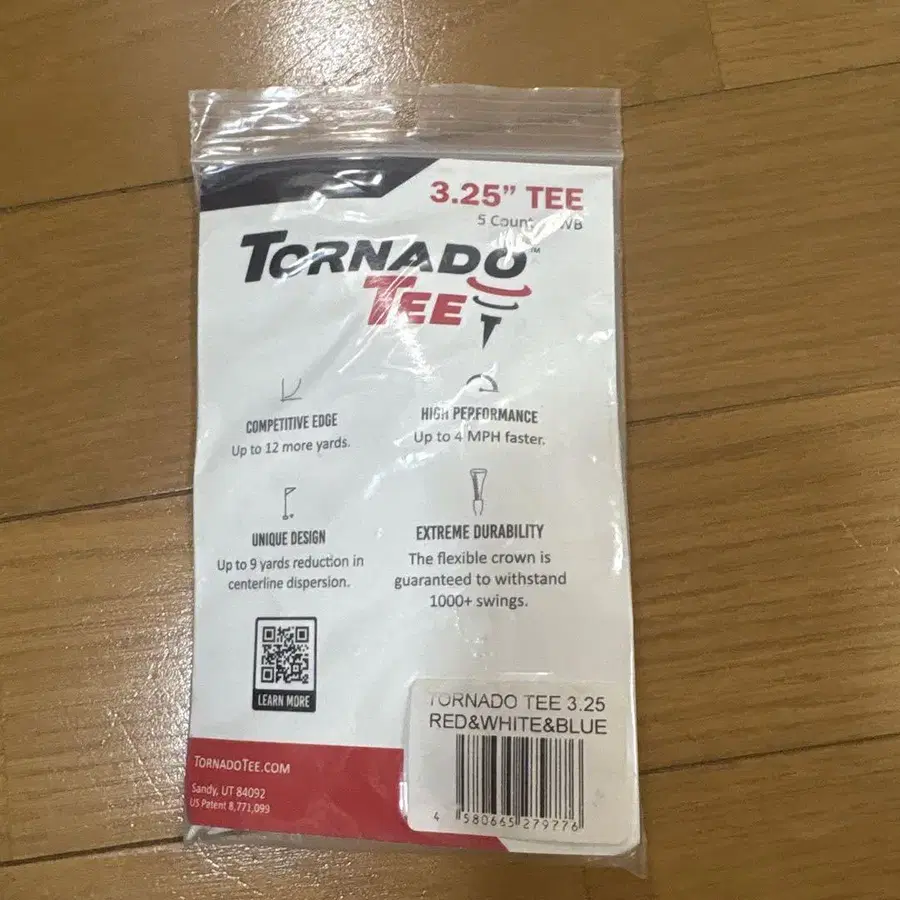 3.25” TEE
5 Count
TORNADO™
TEE
COMPETITIVE EDGE
Up to 12 more yards.
HIGH PERFORMANCE
Up to 4 MPH faster.
UNIQUE DESIGN
Up to 9 yards reduction in
centerline dispersion.
EXTREME DURABILITY
The flexible crown is
guaranteed to withstand
1000+ swings.
LEARN MORE
TORNADOTEE.COM
Sandy, UT 84092
US Patent 8,771,099
TORNADO TEE 3.25
RED&WHITE&BLUE
4 580665 279776